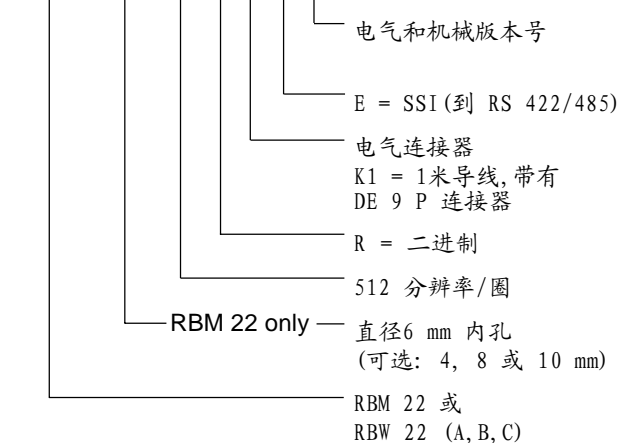 电气和机械版本号
E = SSI(到 RS 422/485)
电气连接器
K1 = 1米导线,带有
DE 9 P 连接器
R = 二进制
512 分辨率/圈
RBM 22 only
直径6 mm 内孔
(可选: 4, 8 或 10 mm)
RBM 22 或
RBW 22 (A,B,C)